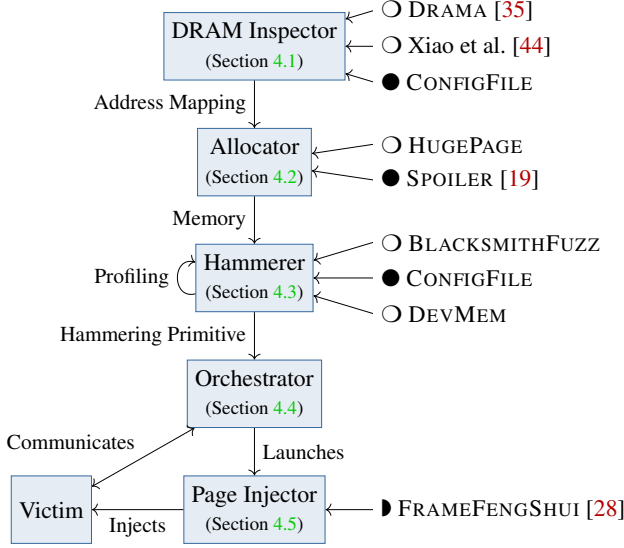 DRAM Inspector
(Section 4.1)
DRAMA [35]
Xiao et al. [44]
CONFIGFILE
Address Mapping
Allocator
(Section 4.2)
HUGEPAGE
SPOILER [19]
Memory
Hammerer
(Section 4.3)
Profiling
BLACKSMITHFUZZ
CONFIGFILE
DEVMEM
Hammering Primitive
Orchestrator
(Section 4.4)
Communicates
Launches
Victim
Injects
Page Injector
(Section 4.5)
FRAMEFENGSHUI [28]